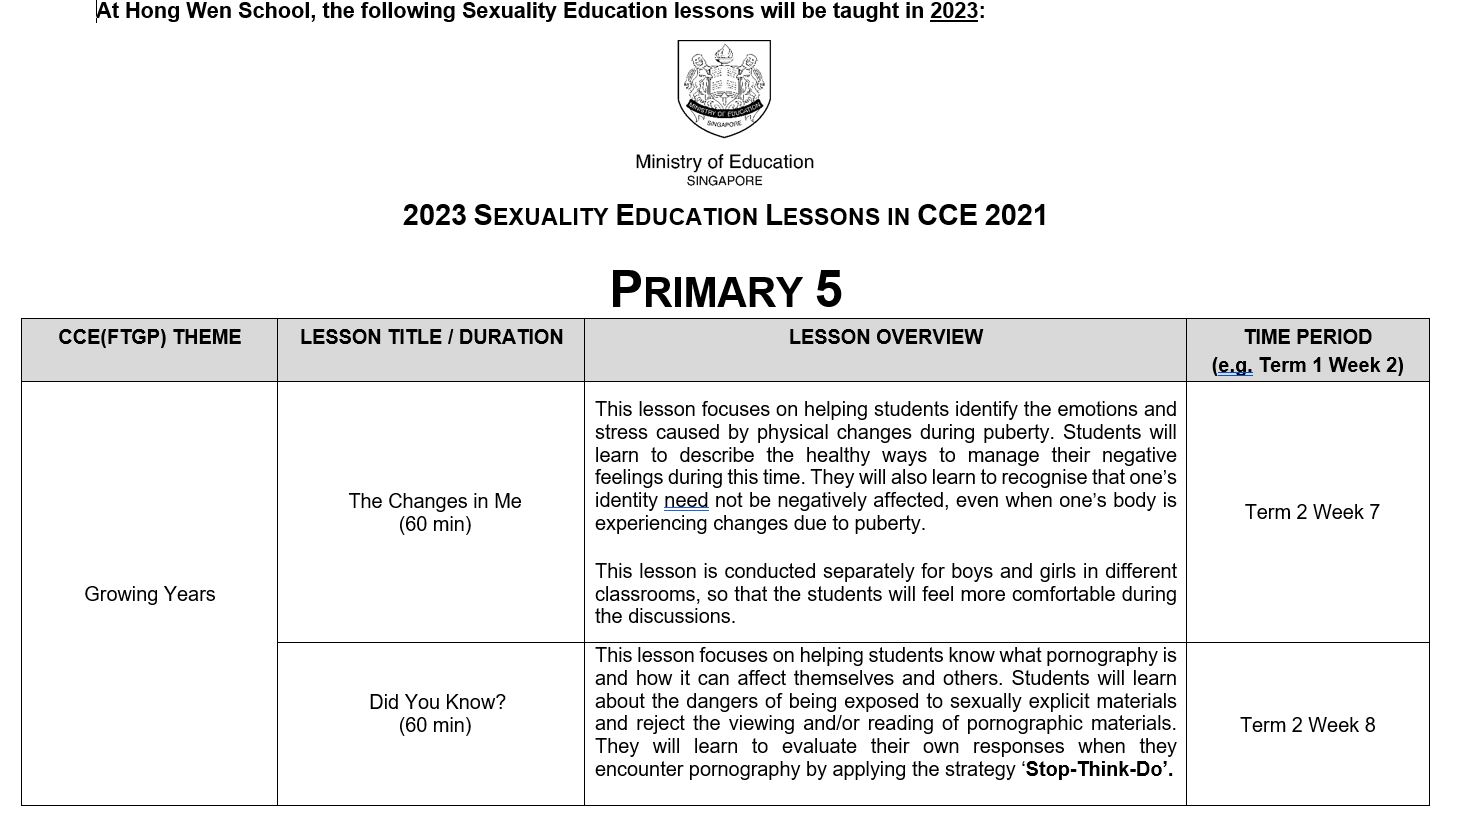 At Hong Wen School, the following Sexuality Education lessons will be taught in 2023:
MINISTRY OF EDUCATION
SINGAPORE
Ministry of Education
SINGAPORE
2023 SEXUALITY EDUCATION LESSONS IN CCE 2021
PRIMARY 5
CCE(FTGP) THEME
LESSON TITLE / DURATION
LESSON OVERVIEW
TIME PERIOD
(e.g. Term 1 Week 2)
Growing Years
The Changes in Me
(60 min)
This lesson focuses on helping students identify the emotions and
stress caused by physical changes during puberty. Students will
learn to describe the healthy ways to manage their negative
feelings during this time. They will also learn to recognise that one’s
identity need not be negatively affected, even when one’s body is
experiencing changes due to puberty.
This lesson is conducted separately for boys and girls in different
classrooms, so that the students will feel more comfortable during
the discussions.
Term 2 Week 7
Did You Know?
(60 min)
This lesson focuses on helping students know what pornography is
and how it can affect themselves and others. Students will learn
about the dangers of being exposed to sexually explicit materials
and reject the viewing and/or reading of pornographic materials.
They will learn to evaluate their own responses when they
encounter pornography by applying the strategy ‘Stop-Think-Do’.
Term 2 Week 8